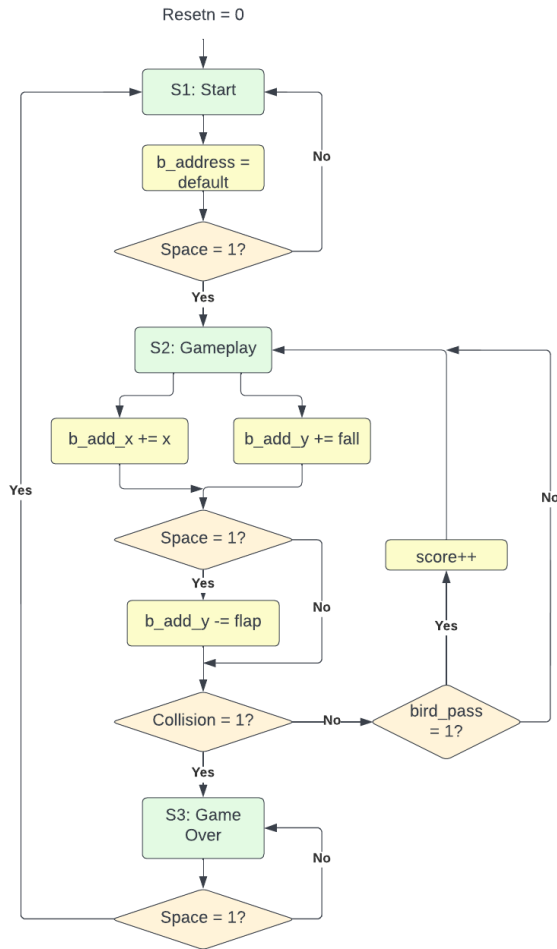 Resetn = 0
S1: Start
No
b_address =
default
Space = 1?
Yes
S2: Gameplay
b_add_x += x
b_add_y += fall
Yes
No
Space = 1?
score++
Yes
No
b_add_y -= flap
Yes
Collision = 1?
No
bird_pass
= 1?
Yes
S3: Game
Over
No
Space = 1?